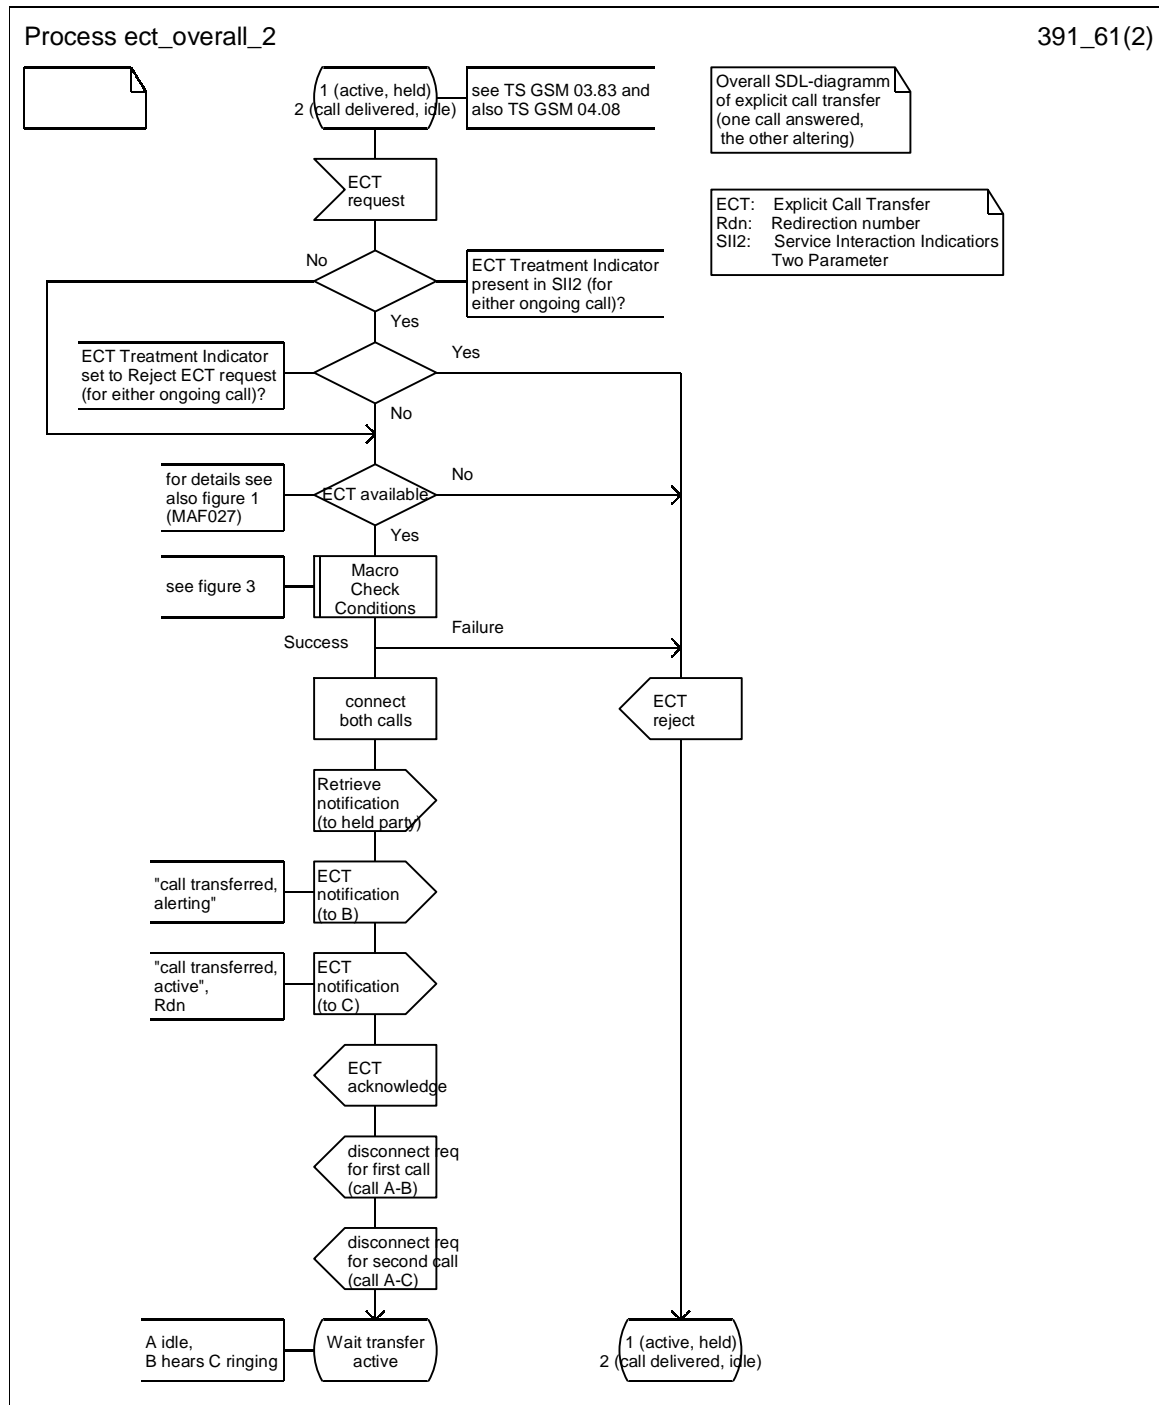 Process ect_overall_2
391_61(2)
1 (active, held)
2 (call delivered, idle)
see TS GSM 03.83 and
also TS GSM 04.08
Overall SDL-diagramm
of explicit call transfer
(one call answered,
the other altering)
ECT
request
ECT: Explicit Call Transfer
Rdn: Redirection number
SII2: Service Interaction Indicatiors
Two Parameter
No
ECT Treatment Indicator
present in SII2 (for
either ongoing call)?
Yes
ECT Treatment Indicator
set to Reject ECT request
(for either ongoing call)?
Yes
No
for details see
also figure 1
(MAF027)
ECT available
No
Yes
see figure 3
Macro
Check
Conditions
Success
Failure
connect
both calls
ECT
reject
Retrieve
notification
(to held party)
"call transferred,
alerting"
ECT
notification
(to B)
"call transferred,
active",
Rdn
ECT
notification
(to C)
ECT
acknowledge
disconnect req
for first call
(call A-B)
disconnect req
for second call
(call A-C)
A idle,
B hears C ringing
Wait transfer
active
1 (active, held)
2 (call delivered, idle)